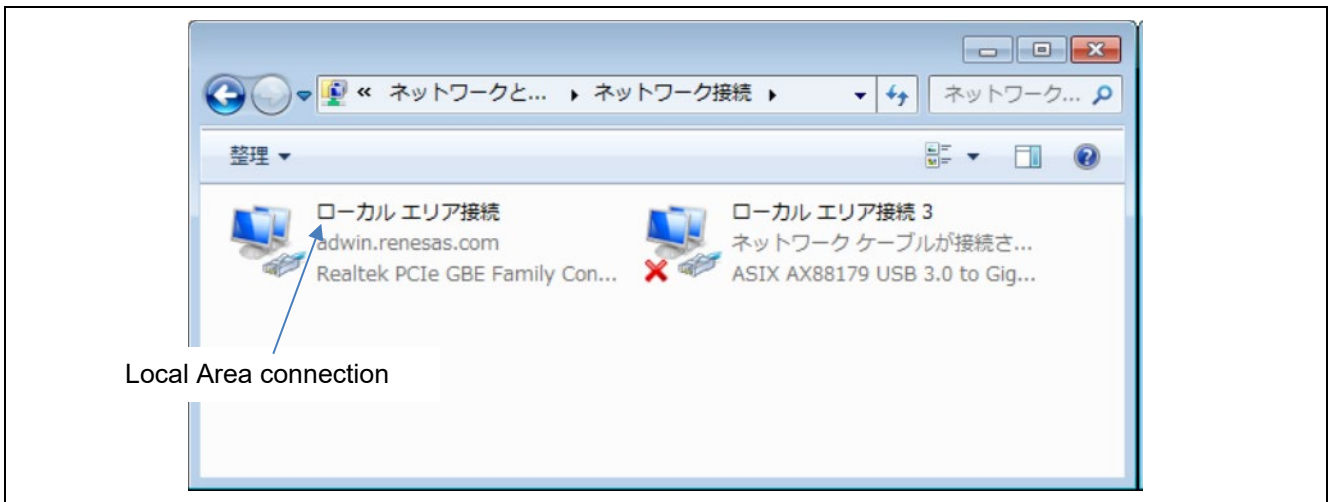 « ネットワークと... ▸ ネットワーク接続 ▸ ネットワーク...
整理
ローカル エリア接続
adwin.renesas.com
Realtek PCIe GBE Family Con...
ローカル エリア接続 3
ネットワーク ケーブルが接続さ...
ASIX AX88179 USB 3.0 to Gig...
Local Area connection